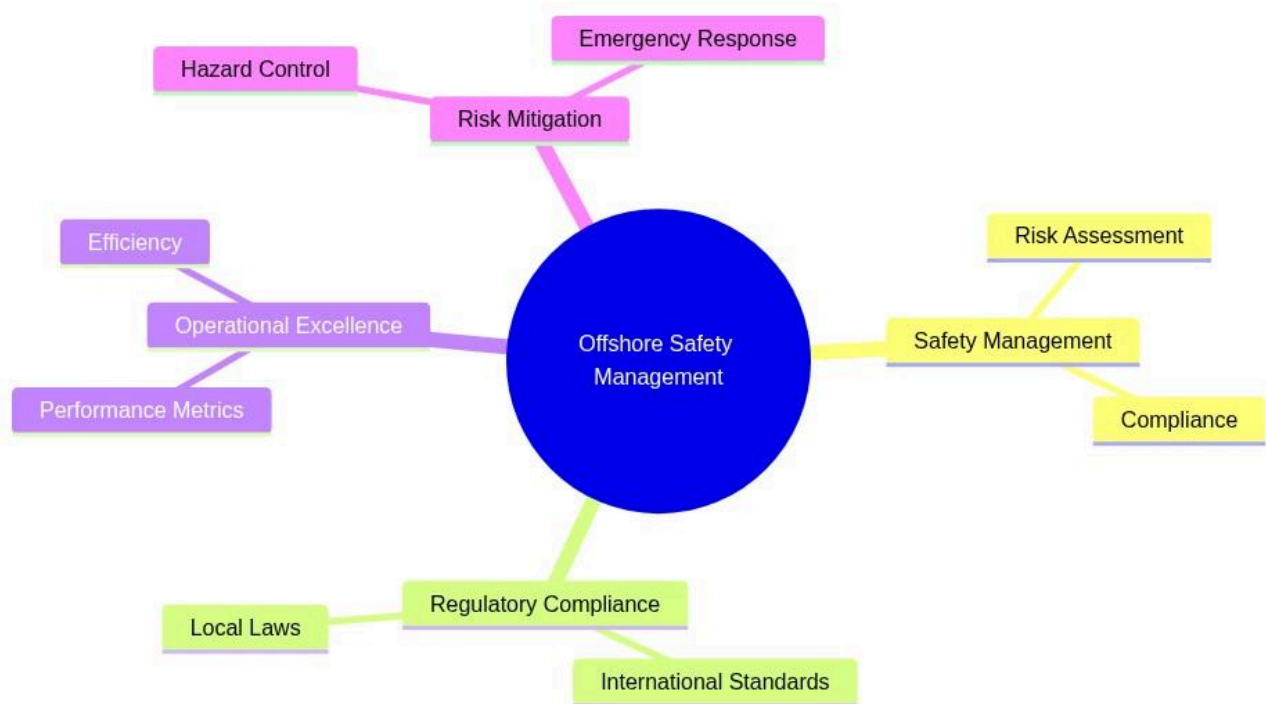 Emergency Response
Hazard Control
Risk Mitigation
Efficiency
Operational Excellence
Performance Metrics
Offshore Safety
Management
Risk Assessment
Safety Management
Compliance
Regulatory Compliance
Local Laws
International Standards